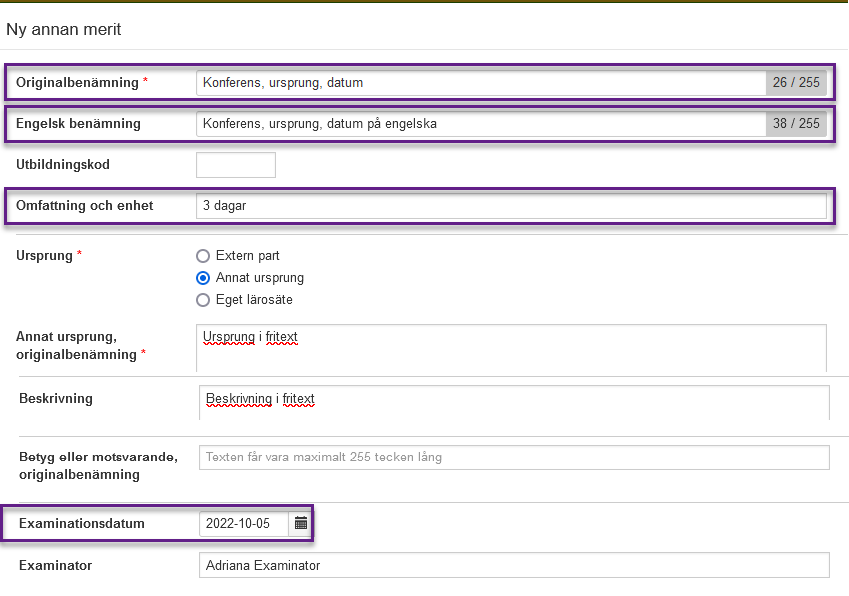 Ny annan merit
Originalbenämning * Konferens, ursprung, datum 26 / 255
Engelsk benämning Konferens, ursprung, datum på engelska 38 / 255
Utbildningskod
Omfattning och enhet 3 dagar
Ursprung * Extern part
Annat ursprung
Eget lärosäte
Annat ursprung, Ursprung i fritext
originalbenämning *
Beskrivning Beskrivning i fritext
Betyg eller motsvarande, Texten får vara maximalt 255 tecken lång
originalbenämning
Examinationsdatum 2022-10-05
Examinator Adriana Examinator